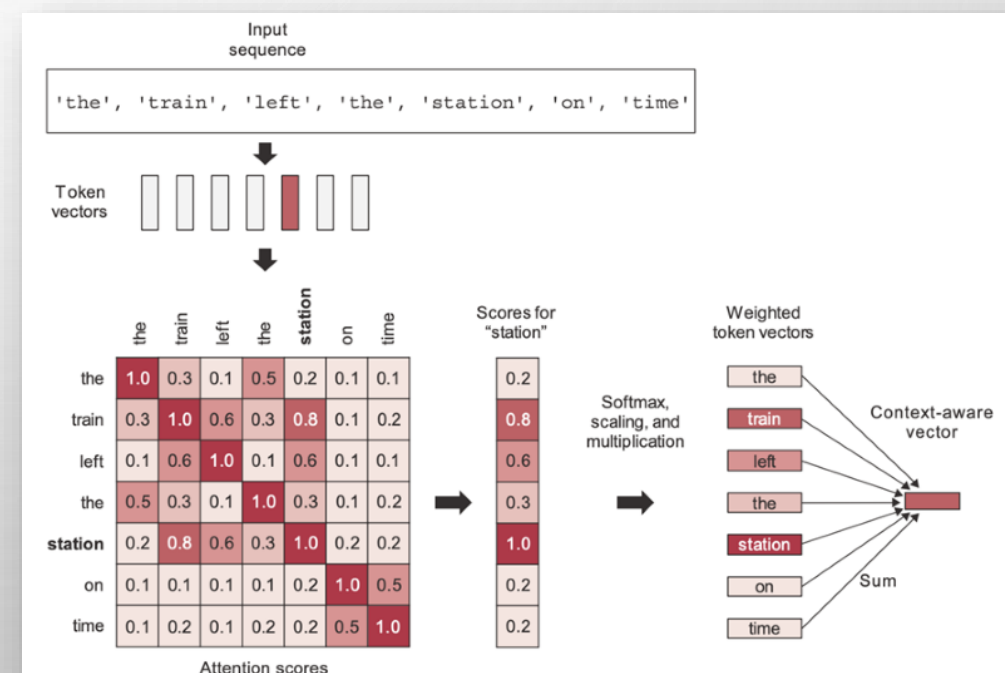 Input
sequence
'the', 'train', 'left', 'the', 'station', 'on', 'time'
Token
vectors
the train left the station on time
the 1.0 0.3 0.1 0.5 0.2 0.1 0.1
train 0.3 1.0 0.6 0.3 0.8 0.1 0.2
left 0.1 0.6 1.0 0.1 0.6 0.1 0.1
the 0.5 0.3 0.1 1.0 0.3 0.1 0.2
station 0.2 0.8 0.6 0.3 1.0 0.2 0.2
on 0.1 0.1 0.1 0.1 0.2 1.0 0.5
time 0.1 0.2 0.1 0.2 0.2 0.5 1.0
Attention scores
Scores for
“station”
0.2
0.8
0.6
0.3
1.0
0.2
0.2
Softmax,
scaling, and
multiplication
Weighted
token vectors
the
train
left
the
station
on
time
Sum
Context-aware
vector